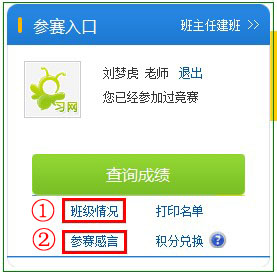 参赛入口 班主任建班 >>
刘梦虎 老师 退出
您已经参加过竞赛
习网
查询成绩
① 班级情况 打印名单
② 参赛感言 积分兑换 ?